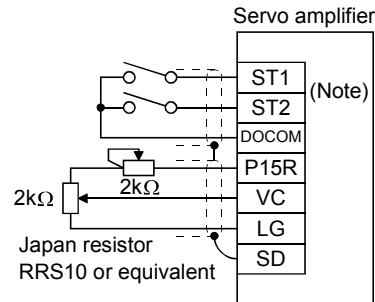 Servo amplifier
ST1
(Note)
ST2
DOCOM
P15R
2kΩ
2kΩ
VC
LG
Japan resistor
RRS10 or equivalent
SD